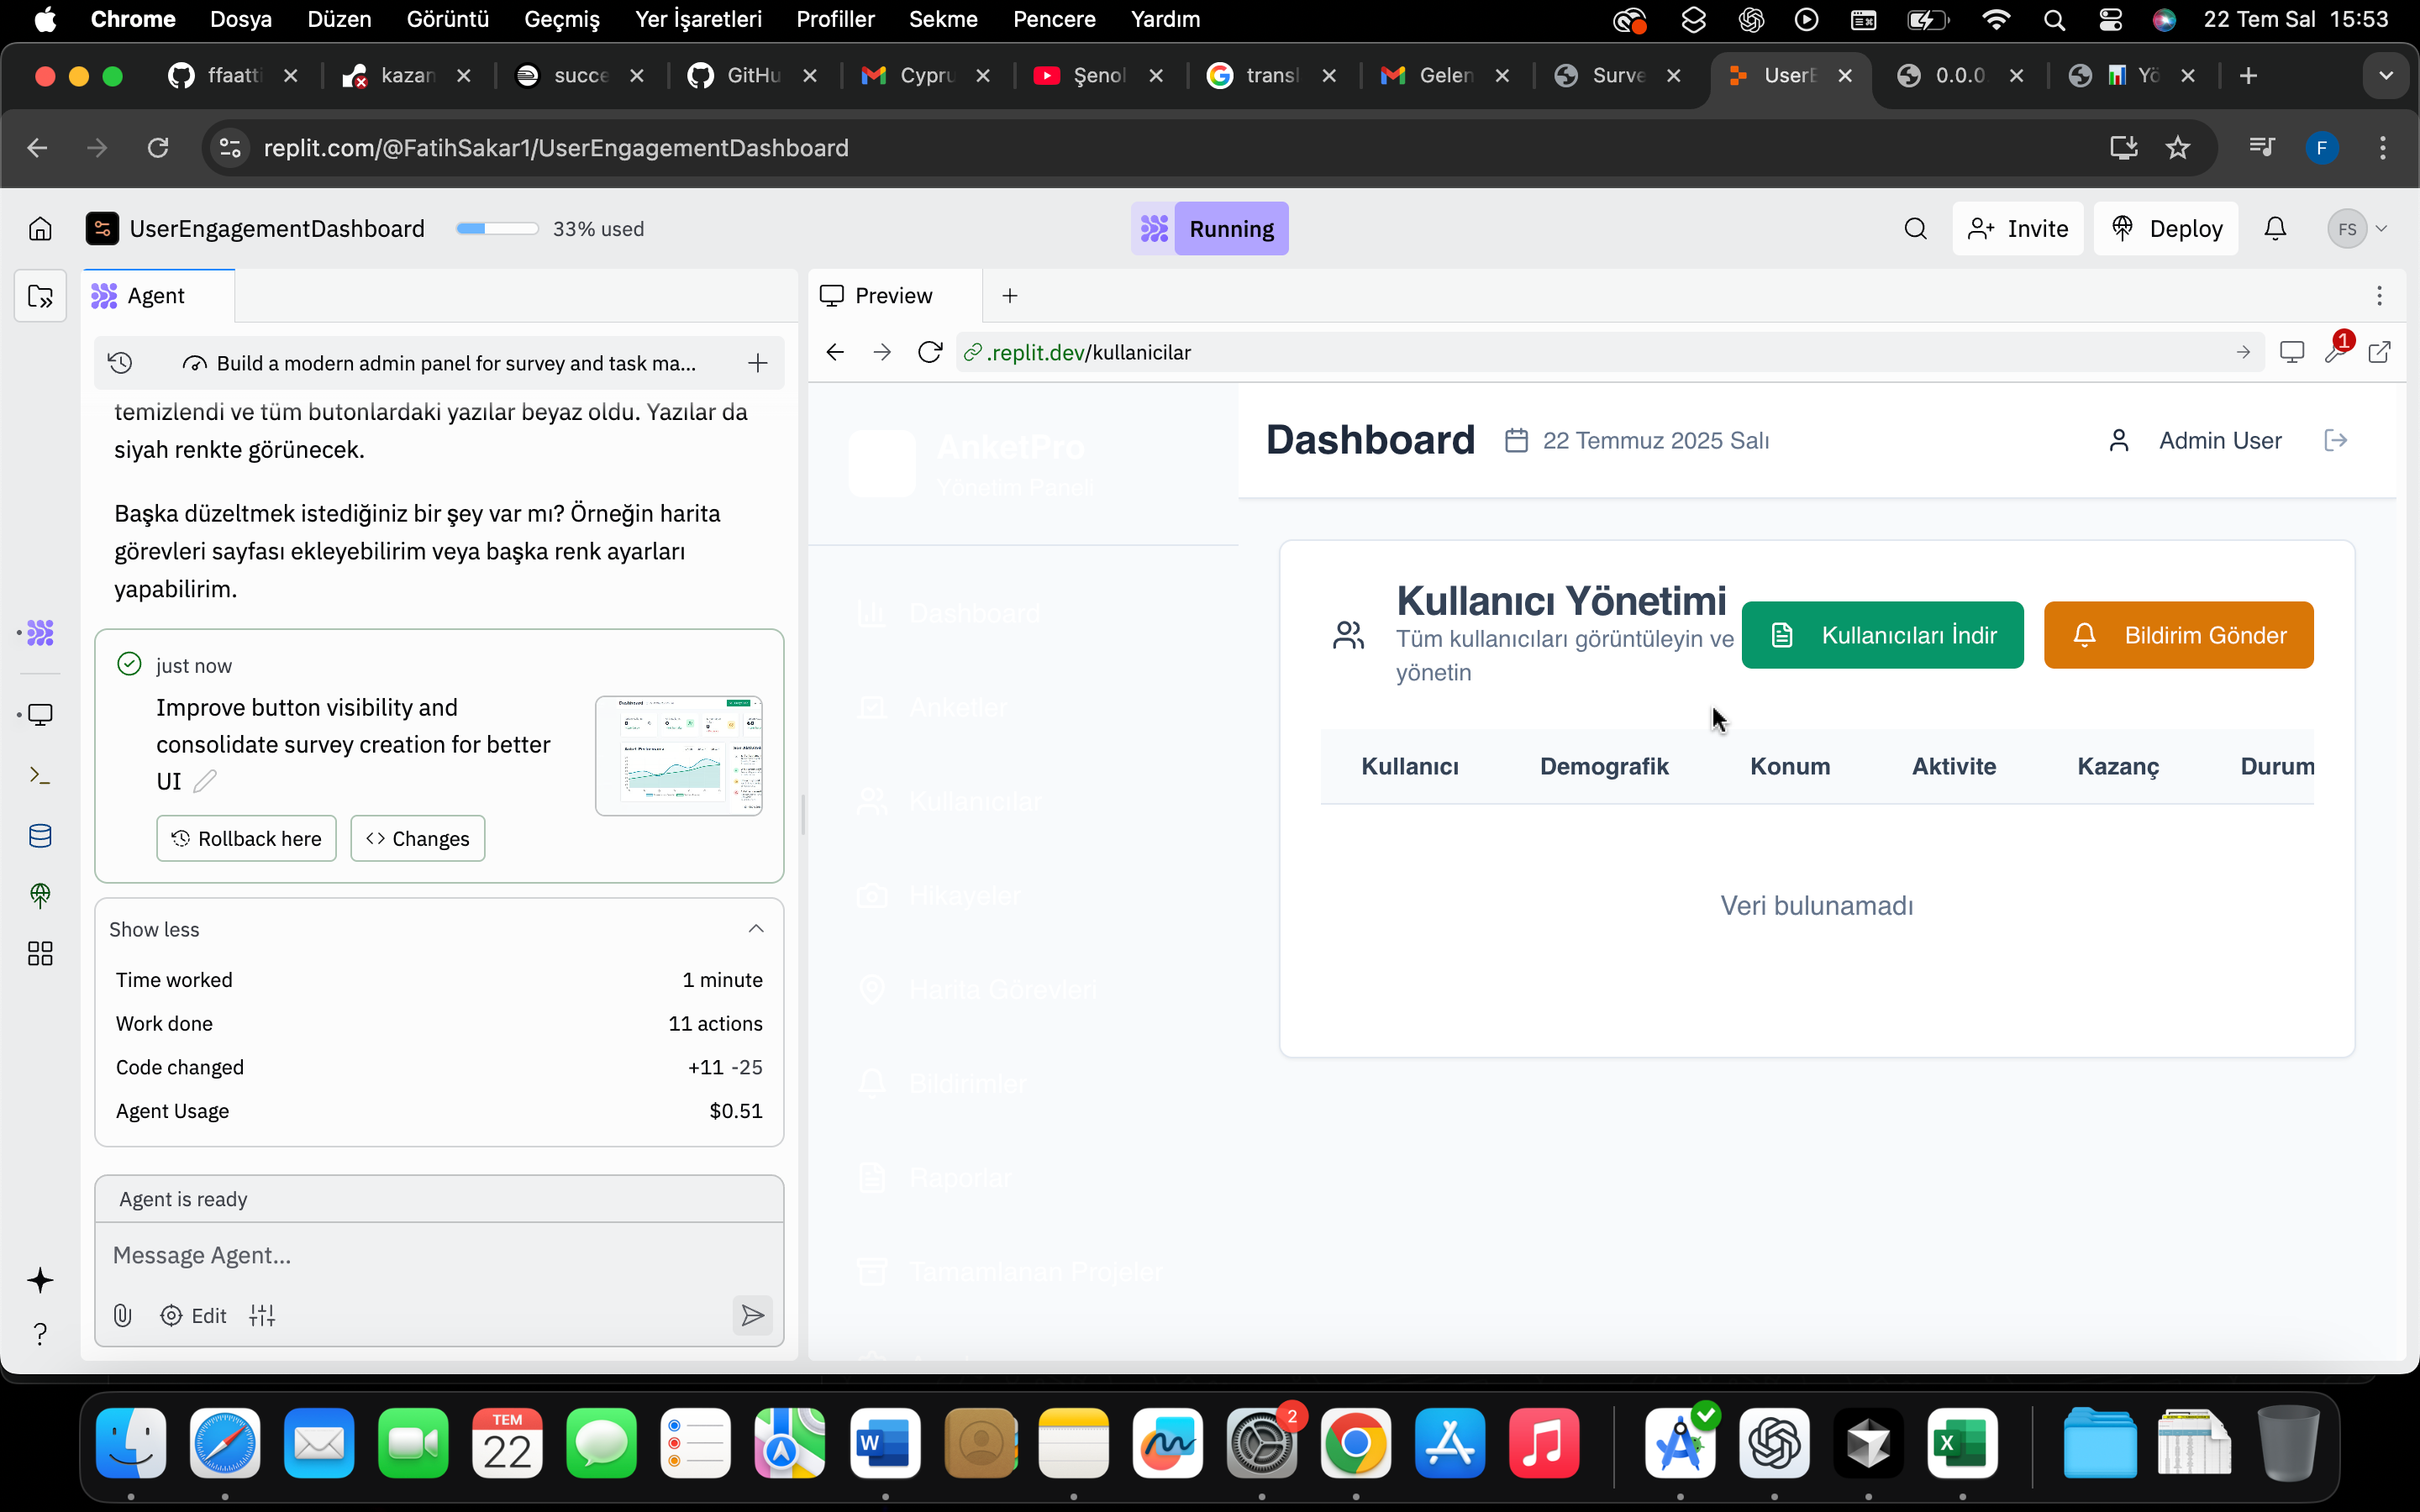 Chrome Dosya Düzen Görüntü Geçmiş Yer İşaretleri Profiller Sekme Pencere Yardım 22 Tem Sal 15:53
ffaatti kazan succe GitHu Cypru Şenol transl Gelen Surve UserE 0.0.0 Yö
replit.com/@FatihSakar1/UserEngagementDashboard F
UserEngagementDashboard 33% used Running Invite Deploy FS
Agent Preview
Build a modern admin panel for survey and task ma...
.replit.dev/kullanicilar 1
temizlendi ve tüm butonlardaki yazılar beyaz oldu. Yazılar da
siyah renkte görünecek.
Başka düzeltmek istediğiniz bir şey var mı? Örneğin harita
görevleri sayfası ekleyebilirim veya başka renk ayarları
yapabilirim.
just now
Improve button visibility and
consolidate survey creation for better
UI
Rollback here Changes
Show less
Time worked 1 minute
Work done 11 actions
Code changed +11 -25
Agent Usage $0.51
Agent is ready
Message Agent...
Edit
AnketPro
Yönetim Paneli
Dashboard
Anketler
Kullanıcılar
Hikayeler
Harita Görevleri
Bildirimler
Raporlar
Tamamlanan Projeler
Dashboard 22 Temmuz 2025 Salı Admin User
Kullanıcı Yönetimi
Tüm kullanıcıları görüntüleyin ve
yönetin
Kullanıcıları İndir Bildirim Gönder
Kullanıcı Demografik Konum Aktivite Kazanç Durum
Veri bulunamadı
TEM
22
2